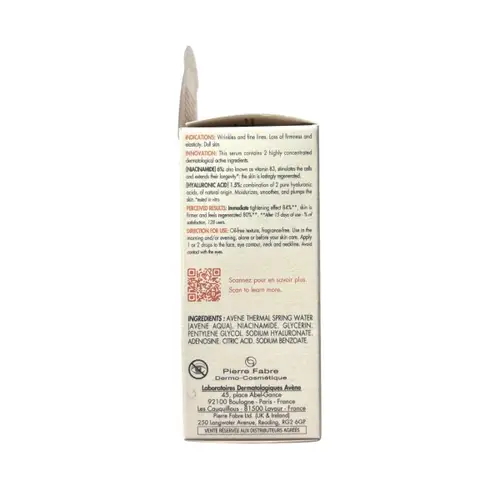 INDICATIONS: Wrinkles and fine lines. Loss of firmness and
elasticity. Dull skin.
INNOVATION: This serum contains 2 highly concentrated
dermatological active ingredients.
[NIACINAMIDE] 6% also known as vitamin B3, stimulates the cells
and extends their longevity*: the skin is lastingly regenerated.
[HYALURONIC ACID] 1.5%: combination of 2 pure hyaluronic
acids, of natural origin. Moisturizes, smoothes, and plumps the
skin. *tested in vitro.
PERCEIVED RESULTS: Immediate tightening effect 84%**, skin is
firmer and feels regenerated 80%**. **After 15 days of use - % of
satisfaction, 128 users.
DIRECTION FOR USE: Oil-free texture, fragrance-free. Use in the
morning and/or evening, alone or before your skin care. Apply
1 or 2 drops to the face, eye contour, neck and neckline. Avoid
contact with the eyes.
Scannez pour en savoir plus.
Scan to learn more.
INGREDIENTS : AVENE THERMAL SPRING WATER
(AVENE AQUA), NIACINAMIDE, GLYCERIN,
PENTYLENE GLYCOL, SODIUM HYALURONATE,
ADENOSINE, CITRIC ACID, SODIUM BENZOATE.
Pierre Fabre
Dermo-Cosmétique
Laboratoires Dermatologiques Avène
45, place Abel-Gance
92100 Boulogne - Paris - France
Les Cauquillous - 81500 Lavaur - France
Pierre Fabre Ltd. (UK & Ireland)
250 Longwater Avenue, Reading, RG2 6GP
VENTE RÉSERVÉE AUX DISTRIBUTEURS AGRÉÉS